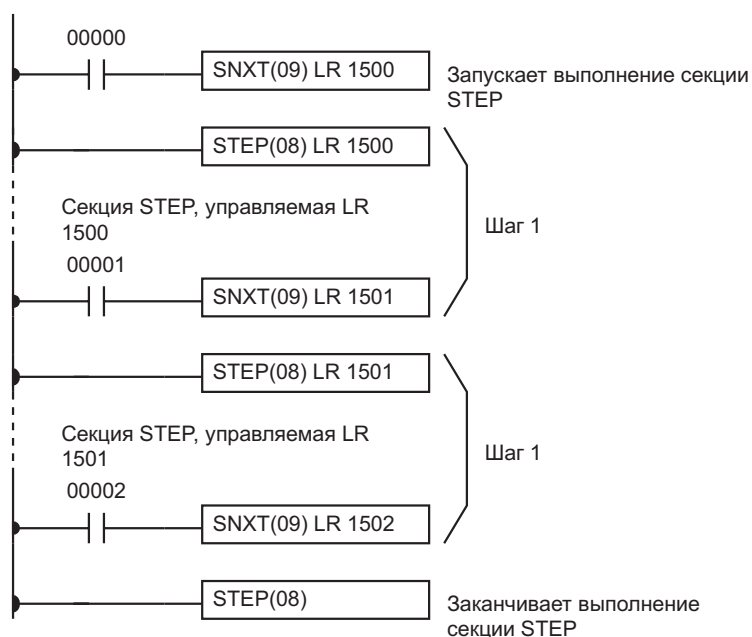 00000
SNXT(09) LR 1500
Запускает выполнение секции
STEP
STEP(08) LR 1500
Секция STEP, управляемая LR
1500
Шаг 1
00001
SNXT(09) LR 1501
STEP(08) LR 1501
Секция STEP, управляемая LR
1501
Шаг 1
00002
SNXT(09) LR 1502
STEP(08)
Заканчивает выполнение
секции STEP